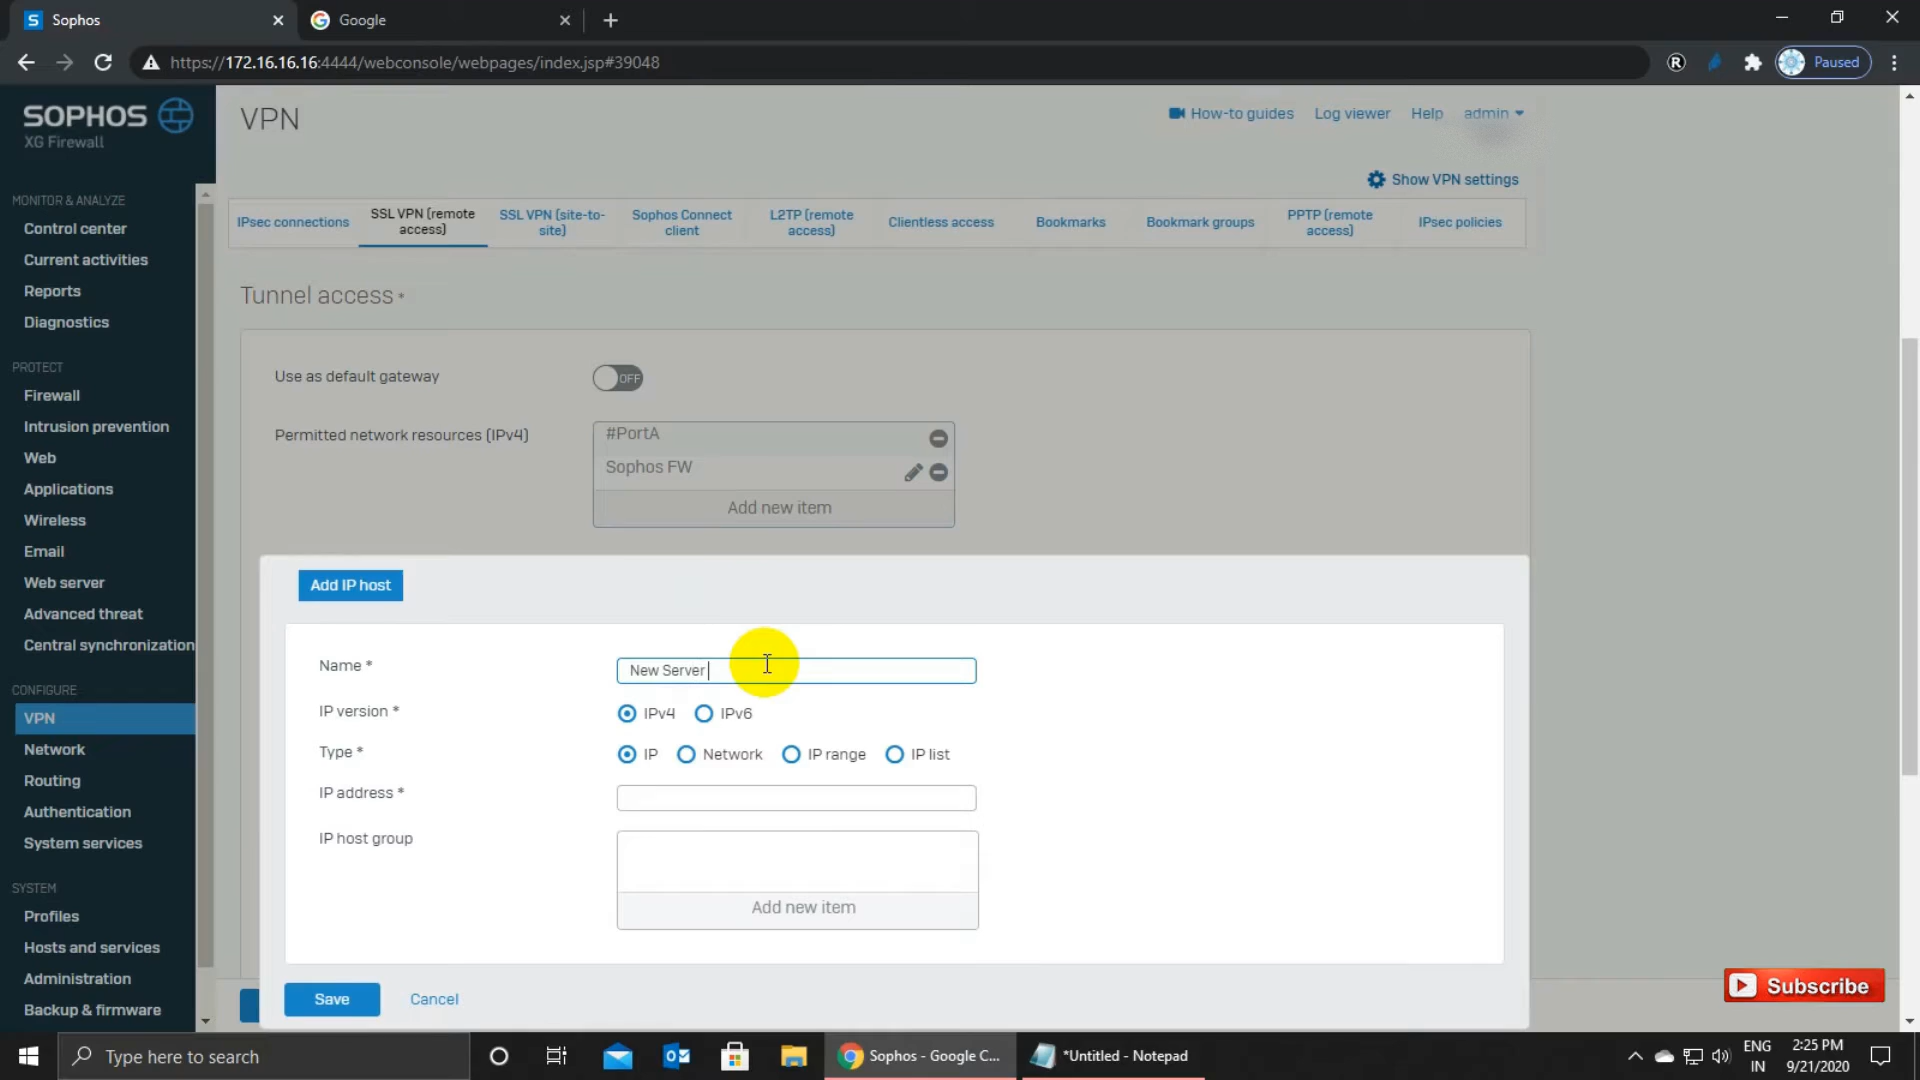 Sophos
Google
https://172.16.16.16:4444/webconsole/webpages/index.jsp#39048
R
Paused
SOPHOS
XG Firewall
VPN
How-to guides
Log viewer
Help
admin
Show VPN settings
IPsec connections
SSL VPN (remote
access)
SSL VPN (site-to-
site)
Sophos Connect
client
L2TP (remote
access)
Clientless access
Bookmarks
Bookmark groups
PPTP (remote
access)
IPsec policies
MONITOR & ANALYZE
Control center
Current activities
Reports
Diagnostics
PROTECT
Firewall
Intrusion prevention
Web
Applications
Wireless
Email
Web server
Advanced threat
Central synchronization
CONFIGURE
VPN
Network
Routing
Authentication
System services
SYSTEM
Profiles
Hosts and services
Administration
Backup & firmware
Tunnel access *
Use as default gateway
OFF
Permitted network resources (IPv4)
#PortA
Sophos FW
Add new item
Add IP host
Name *
New Server
IP version *
IPv4
IPv6
Type *
IP
Network
IP range
IP list
IP address *
IP host group
Add new item
Save
Cancel
Subscribe
Type here to search
Sophos - Google C...
*Untitled - Notepad
ENG
IN
2:25 PM
9/21/2020